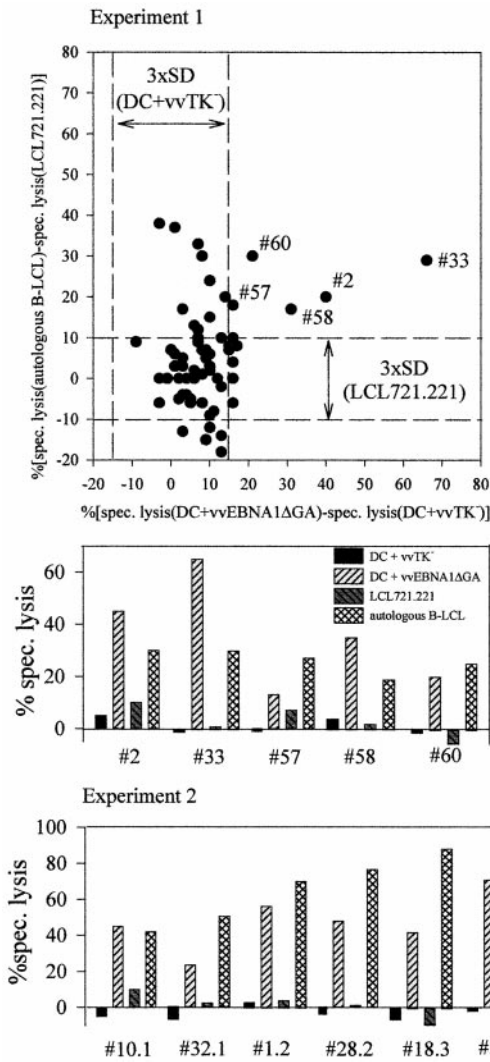 Experiment 1
%[spec. lysis(autologous B-LCL)-spec. lysis(LCL721.221)]
80
70
60
50
40
30
20
10
0
-10
-20
3xSD
(DC+vvTK-)
#60
#33
#57
#2
#58
3xSD
(LCL721.221)
-20 -10 0 10 20 30 40 50 60 70 80
%[spec. lysis(DC+vvEBNA1ΔGA)-spec. lysis(DC+vvTK-)]
% spec. lysis
60
40
20
0
DC + vvTK-
DC + vvEBNA1ΔGA
LCL721.221
autologous B-LCL
#2 #33 #57 #58 #60
Experiment 2
%spec. lysis
100
80
60
40
20
0
#10.1 #32.1 #1.2 #28.2 #18.3 #